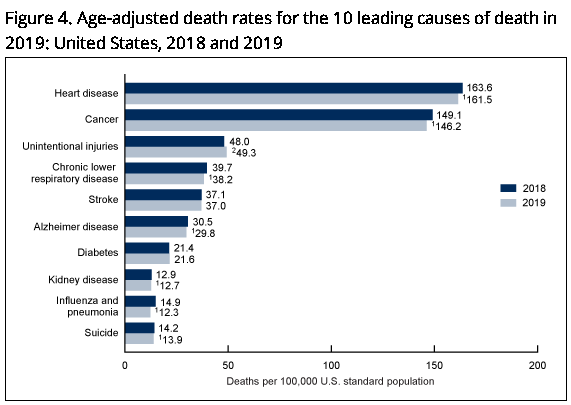 Figure 4. Age-adjusted death rates for the 10 leading causes of death in
2019: United States, 2018 and 2019
Heart disease
163.6
¹161.5
Cancer
149.1
¹146.2
Unintentional injuries
48.0
²49.3
Chronic lower
respiratory disease
39.7
¹38.2
Stroke
37.1
37.0
Alzheimer disease
30.5
¹29.8
Diabetes
21.4
21.6
Kidney disease
12.9
¹12.7
Influenza and
pneumonia
14.9
¹12.3
Suicide
14.2
¹13.9
2018
2019
0 50 100 150 200
Deaths per 100,000 U.S. standard population